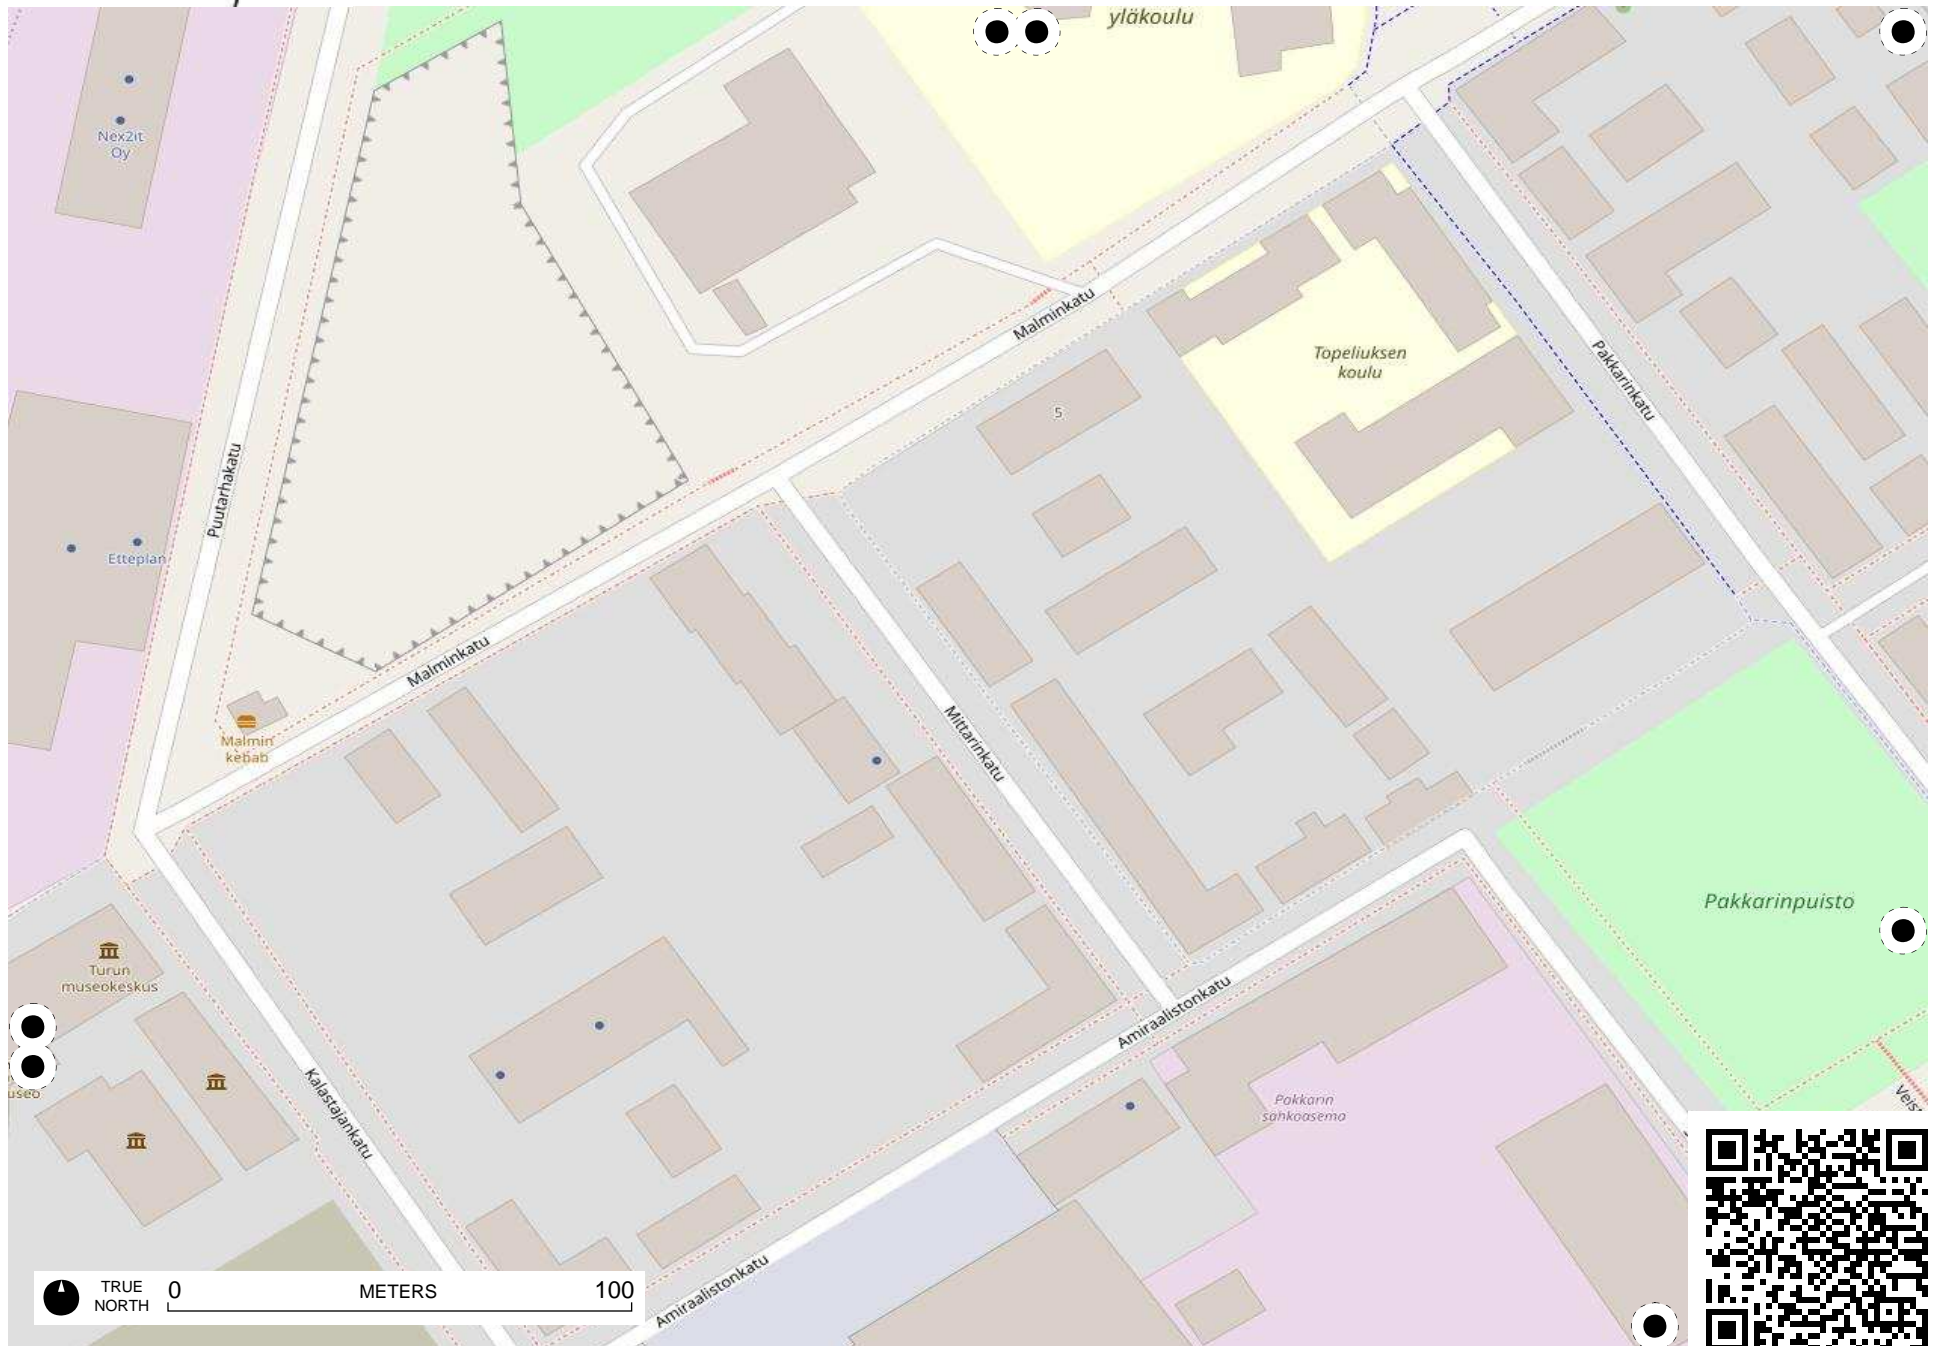 yläkoulu
Nex2it
Oy
Malminkatu
Topeliuksen
koulu
Pakkarinkatu
5
Puutarhakatu
Etteplan
Malminkatu
Malmin
kebab
Mittarinkatu
Pakkarinpuisto
Turun
museokeskus
Amiraalistonkatu
useo
Kalastajankatu
Pakkarin
sähköasema
Veist
TRUE
NORTH
0 METERS 100
Amiraalistonkatu